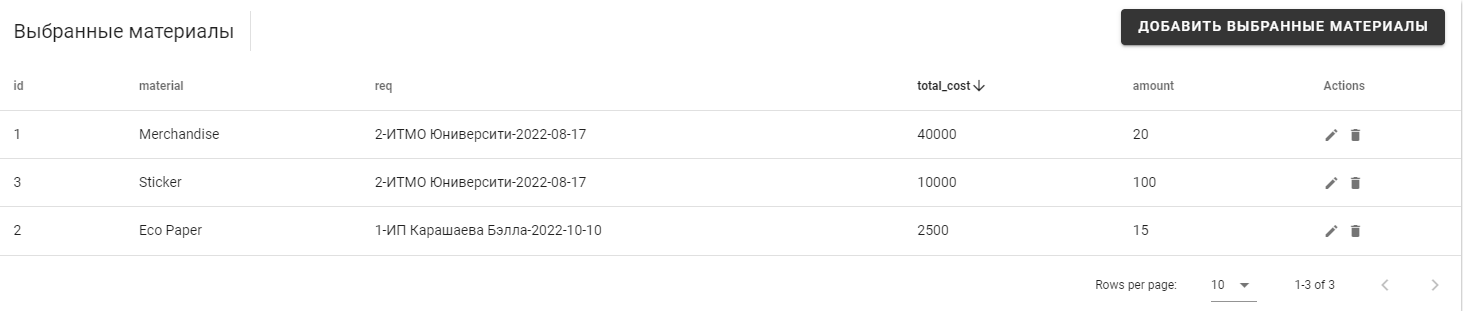 Выбранные материалы
ДОБАВИТЬ ВЫБРАННЫЕ МАТЕРИАЛЫ
id material req total_cost amount Actions
1 Merchandise 2-ИТМО Юниверсити-2022-08-17 40000 20
3 Sticker 2-ИТМО Юниверсити-2022-08-17 10000 100
2 Eco Paper 1-ИП Карашаева Бэлла-2022-10-10 2500 15
Rows per page: 10 1-3 of 3